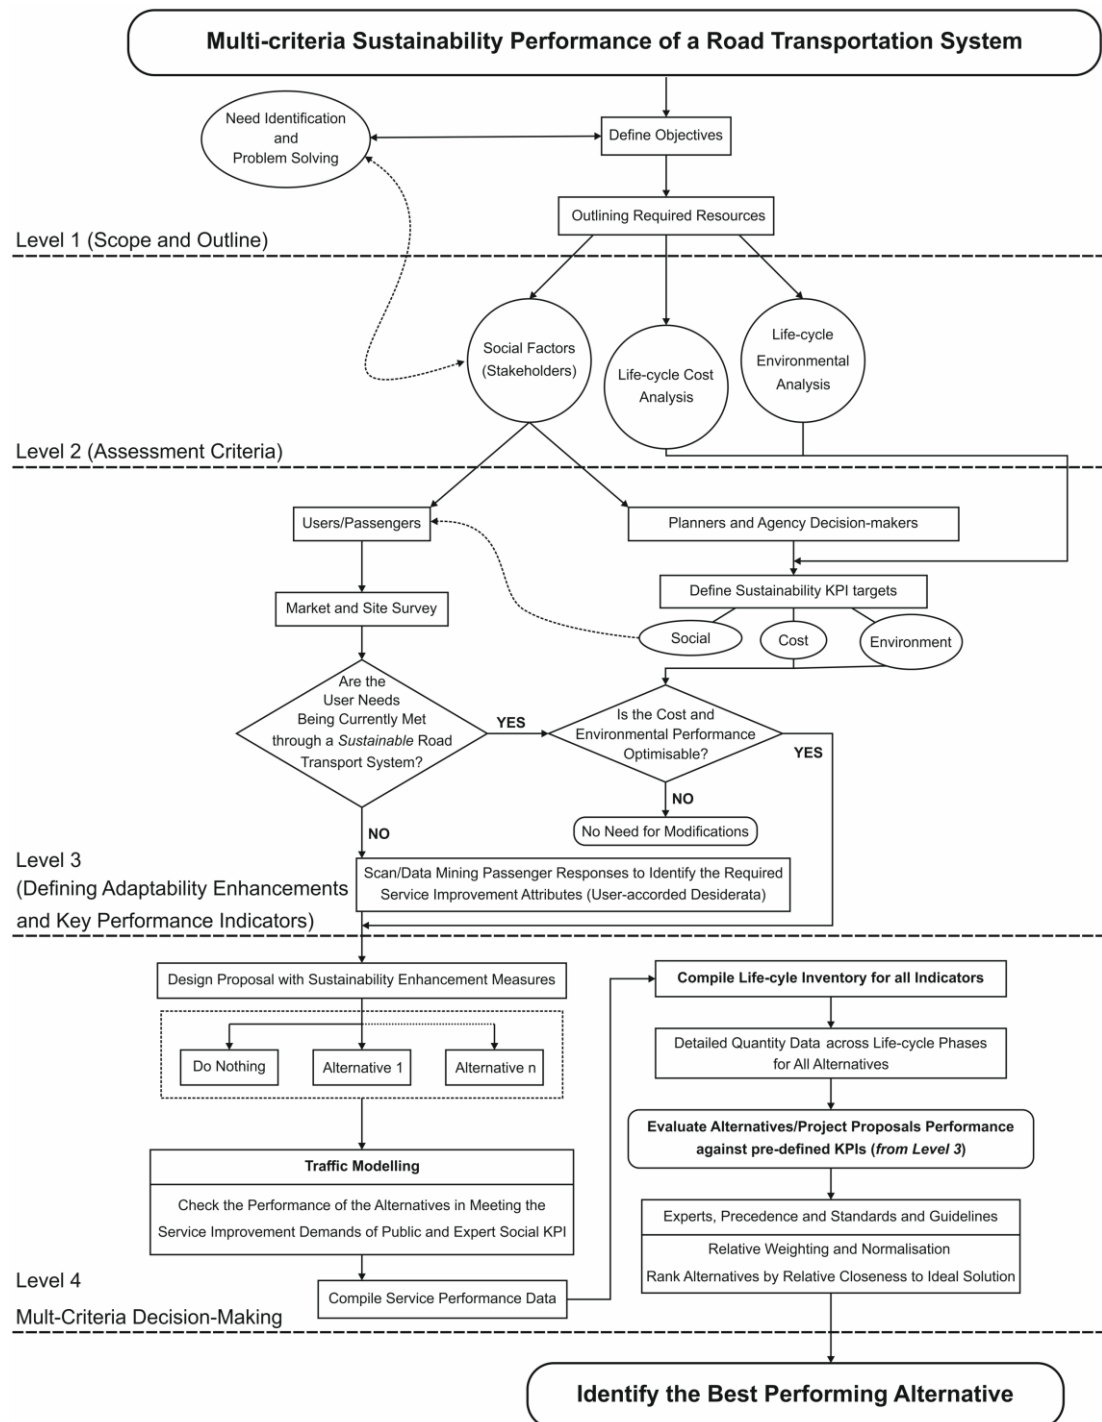 Multi-criteria Sustainability Performance of a Road Transportation System
Need Identification
and
Problem Solving
Define Objectives
Outlining Required Resources
Level 1 (Scope and Outline)
Social Factors
(Stakeholders)
Life-cycle Cost
Analysis
Life-cycle
Environmental
Analysis
Level 2 (Assessment Criteria)
Users/Passengers
Planners and Agency Decision-makers
Market and Site Survey
Define Sustainability KPI targets
Social
Cost
Environment
Are the
User Needs
Being Currently Met
through a Sustainable Road
Transport System?
YES
Is the Cost and
Environmental Performance
Optimisable?
YES
NO
No Need for Modifications
NO
Scan/Data Mining Passenger Responses to Identify the Required
Service Improvement Attributes (User-accorded Desiderata)
Level 3
(Defining Adaptability Enhancements
and Key Performance Indicators)
Design Proposal with Sustainability Enhancement Measures
Do Nothing
Alternative 1
Alternative n
Traffic Modelling
Check the Performance of the Alternatives in Meeting the
Service Improvement Demands of Public and Expert Social KPI
Compile Service Performance Data
Compile Life-cyle Inventory for all Indicators
Detailed Quantity Data across Life-cycle Phases
for All Alternatives
Evaluate Alternatives/Project Proposals Performance
against pre-defined KPIs (from Level 3)
Experts, Precedence and Standards and Guidelines
Relative Weighting and Normalisation
Rank Alternatives by Relative Closeness to Ideal Solution
Level 4
Mult-Criteria Decision-Making
Identify the Best Performing Alternative